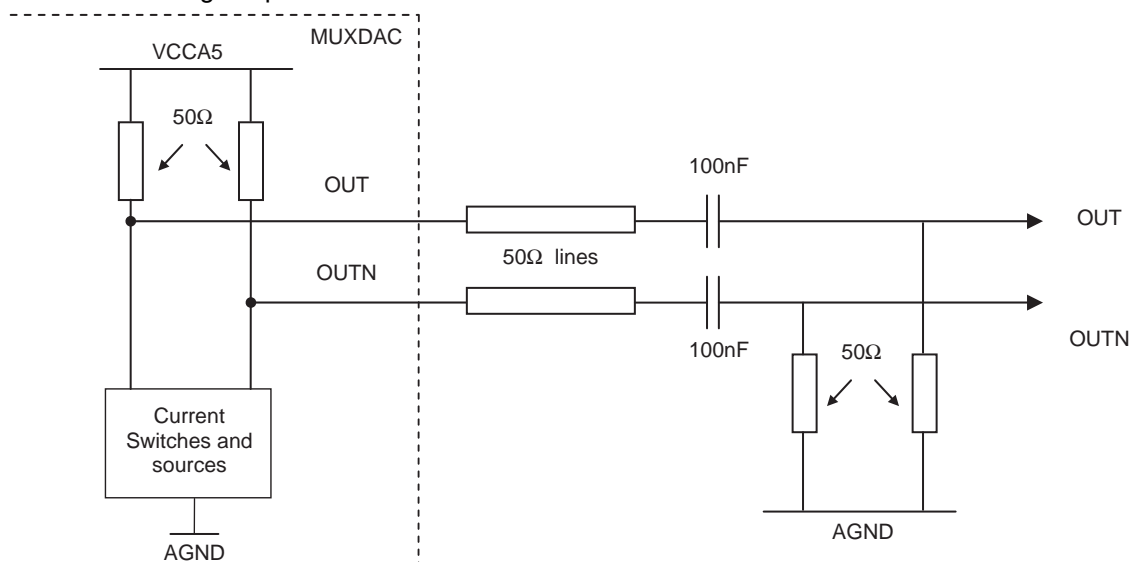 MUXDAC
VCCA5
50Ω
OUT
OUTN
Current
Switches and
sources
AGND
50Ω lines
100nF
100nF
50Ω
AGND
OUT
OUTN